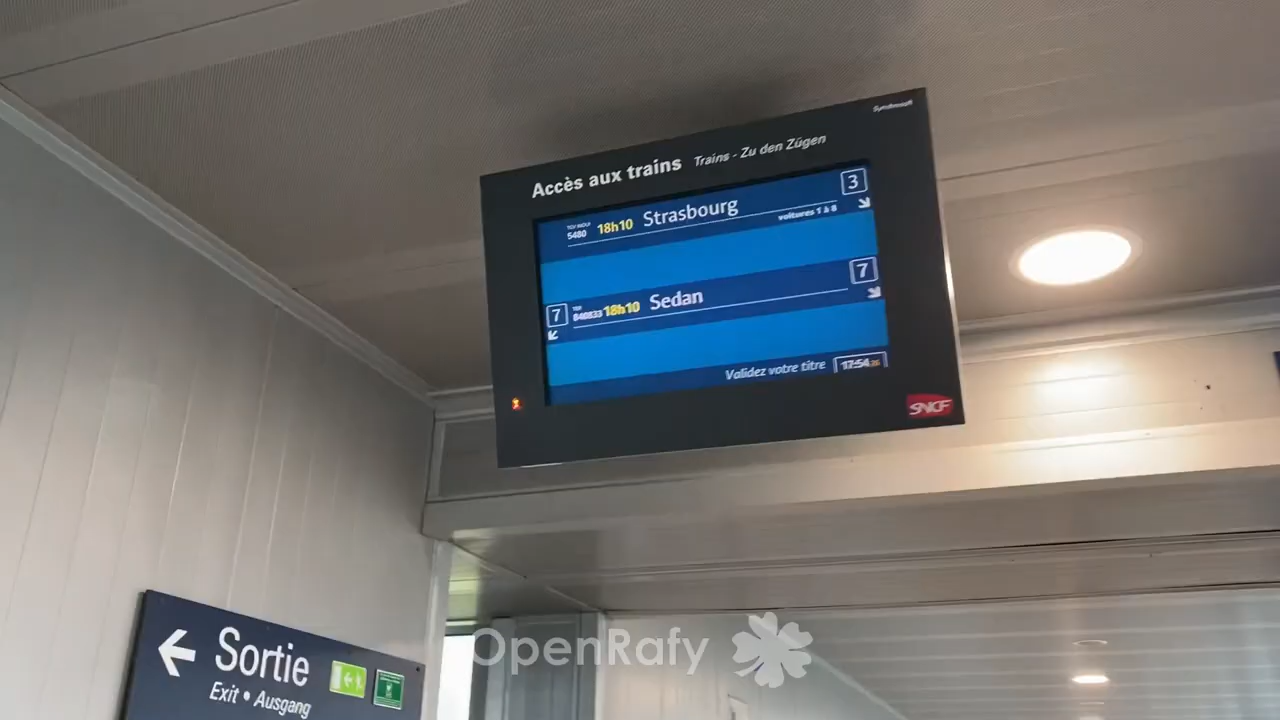 Accès aux trains Trains - Zu den Zügen
5480 18h10 Strasbourg 3
voitures 1 à 8
7 840833 18h10 Sedan 7
Validez votre titre 17:54
SNCF
Sortie
Exit • Ausgang
OpenRafy